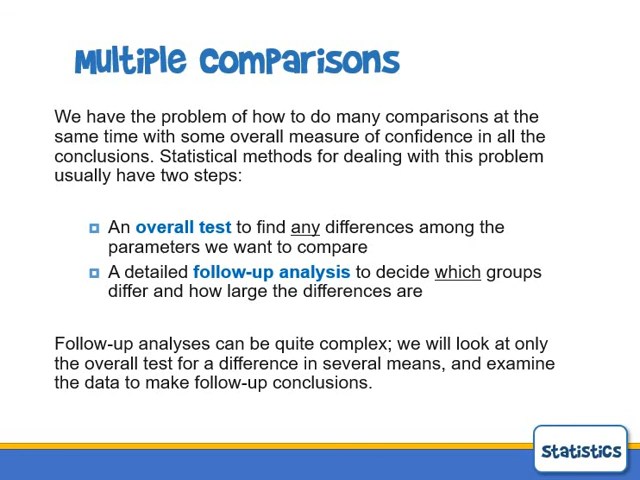 Multiple Comparisons
We have the problem of how to do many comparisons at the
same time with some overall measure of confidence in all the
conclusions. Statistical methods for dealing with this problem
usually have two steps:
An overall test to find any differences among the
parameters we want to compare
A detailed follow-up analysis to decide which groups
differ and how large the differences are
Follow-up analyses can be quite complex; we will look at only
the overall test for a difference in several means, and examine
the data to make follow-up conclusions.
Statistics